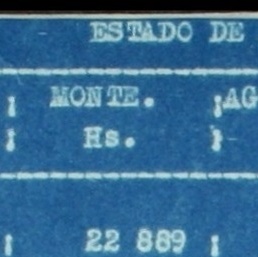 ESTADO DE
MONTE. AG
Hs.
22 889